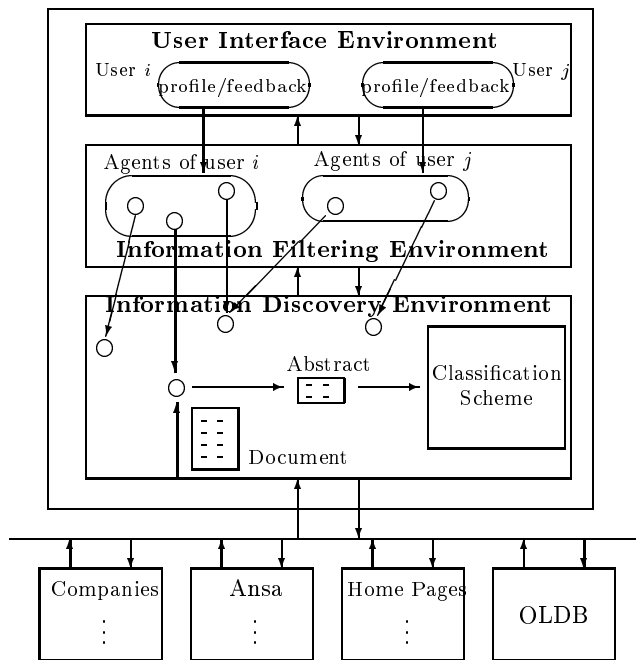 User Interface Environment
User i
profile/feedback
profile/feedback
User j
Agents of user i
Agents of user j
Information Filtering Environment
Information Discovery Environment
Abstract
Classification
Scheme
Document
Companies
Ansa
Home Pages
OLDB